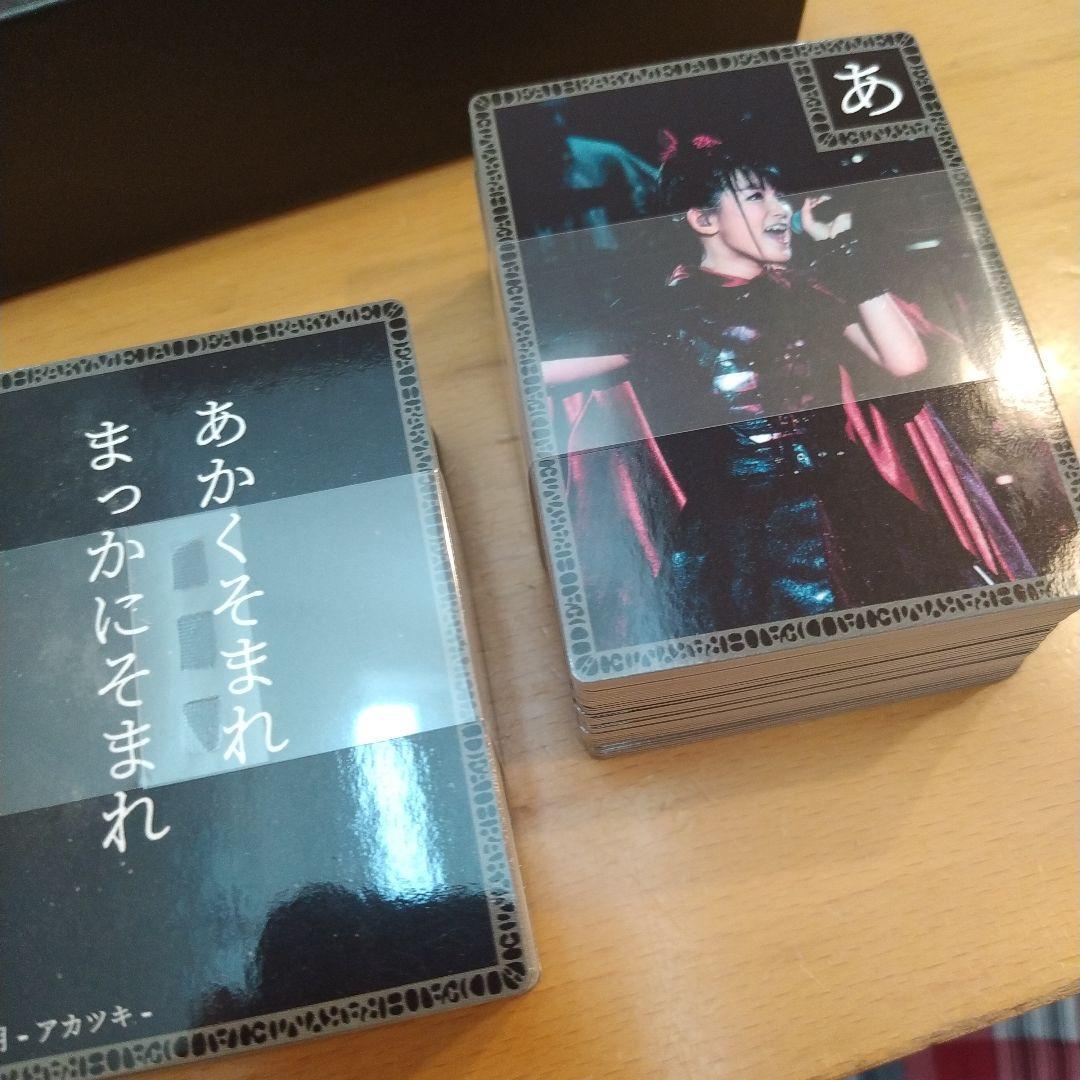 あ
あかくそまれ
まっかにそまれ
月 - アカツキ -